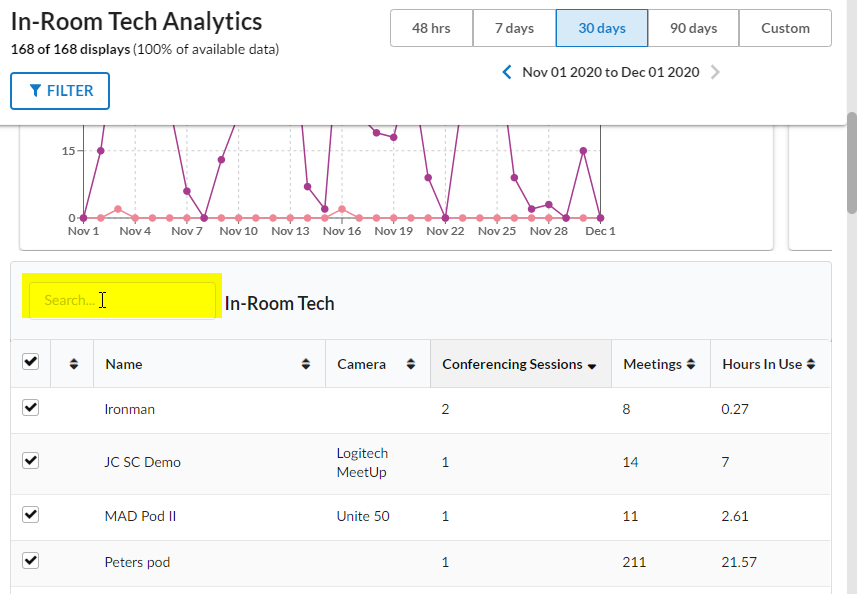 In-Room Tech Analytics
168 of 168 displays (100% of available data)
FILTER
48 hrs 7 days 30 days 90 days Custom
Nov 01 2020 to Dec 01 2020
15
0
Nov 1 Nov 4 Nov 7 Nov 10 Nov 13 Nov 16 Nov 19 Nov 22 Nov 25 Nov 28 Dec 1
Search... In-Room Tech
Name Camera Conferencing Sessions Meetings Hours In Use
Ironman 2 8 0.27
JC SC Demo Logitech MeetUp 1 14 7
MAD Pod II Unite 50 1 11 2.61
Peters pod 1 211 21.57